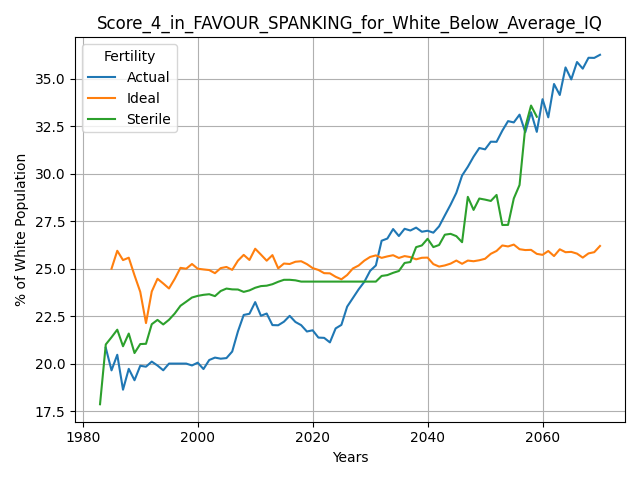 Score_4_in_FAVOUR_SPANKING_for_White_Below_Average_IQ
Fertility
Actual
Ideal
Sterile
35.0
32.5
30.0
27.5
25.0
22.5
20.0
17.5
% of White Population
1980 2000 2020 2040 2060
Years